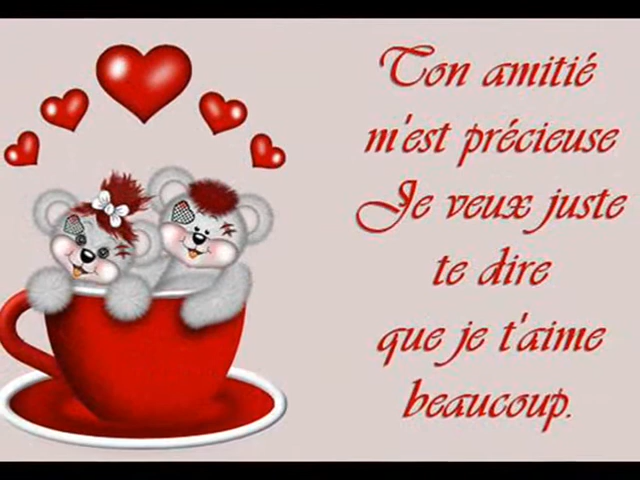 Ton amitié
m'est précieuse
Je veux juste
te dire
que je t'aime
beaucoup.